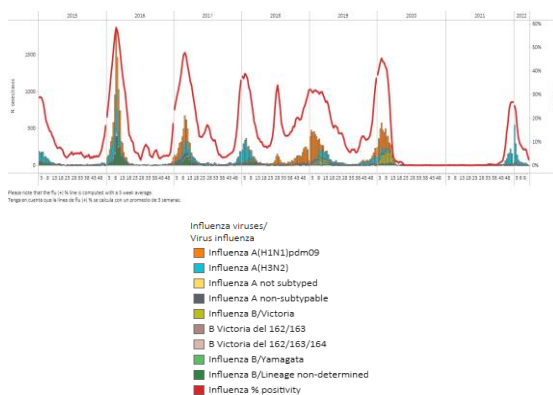 2015 2016 2017 2018 2019 2020 2021 2022
60%
50%
1500
40%
1000
30%
20%
500
10%
0
0%
Please note that the flu (+) % line is computed with a 3 week average.
Tenga en cuenta que la línea de flu (+) % se calcula con un promedio de 3 semanas.
Influenza viruses/
Virus influenza
Influenza A(H1N1)pdm09
Influenza A(H3N2)
Influenza A not subtyped
Influenza A non-subtypable
Influenza B/Victoria
B Victoria del 162/163
B Victoria del 162/163/164
Influenza B/Yamagata
Influenza B/Lineage non-determined
Influenza % positivity